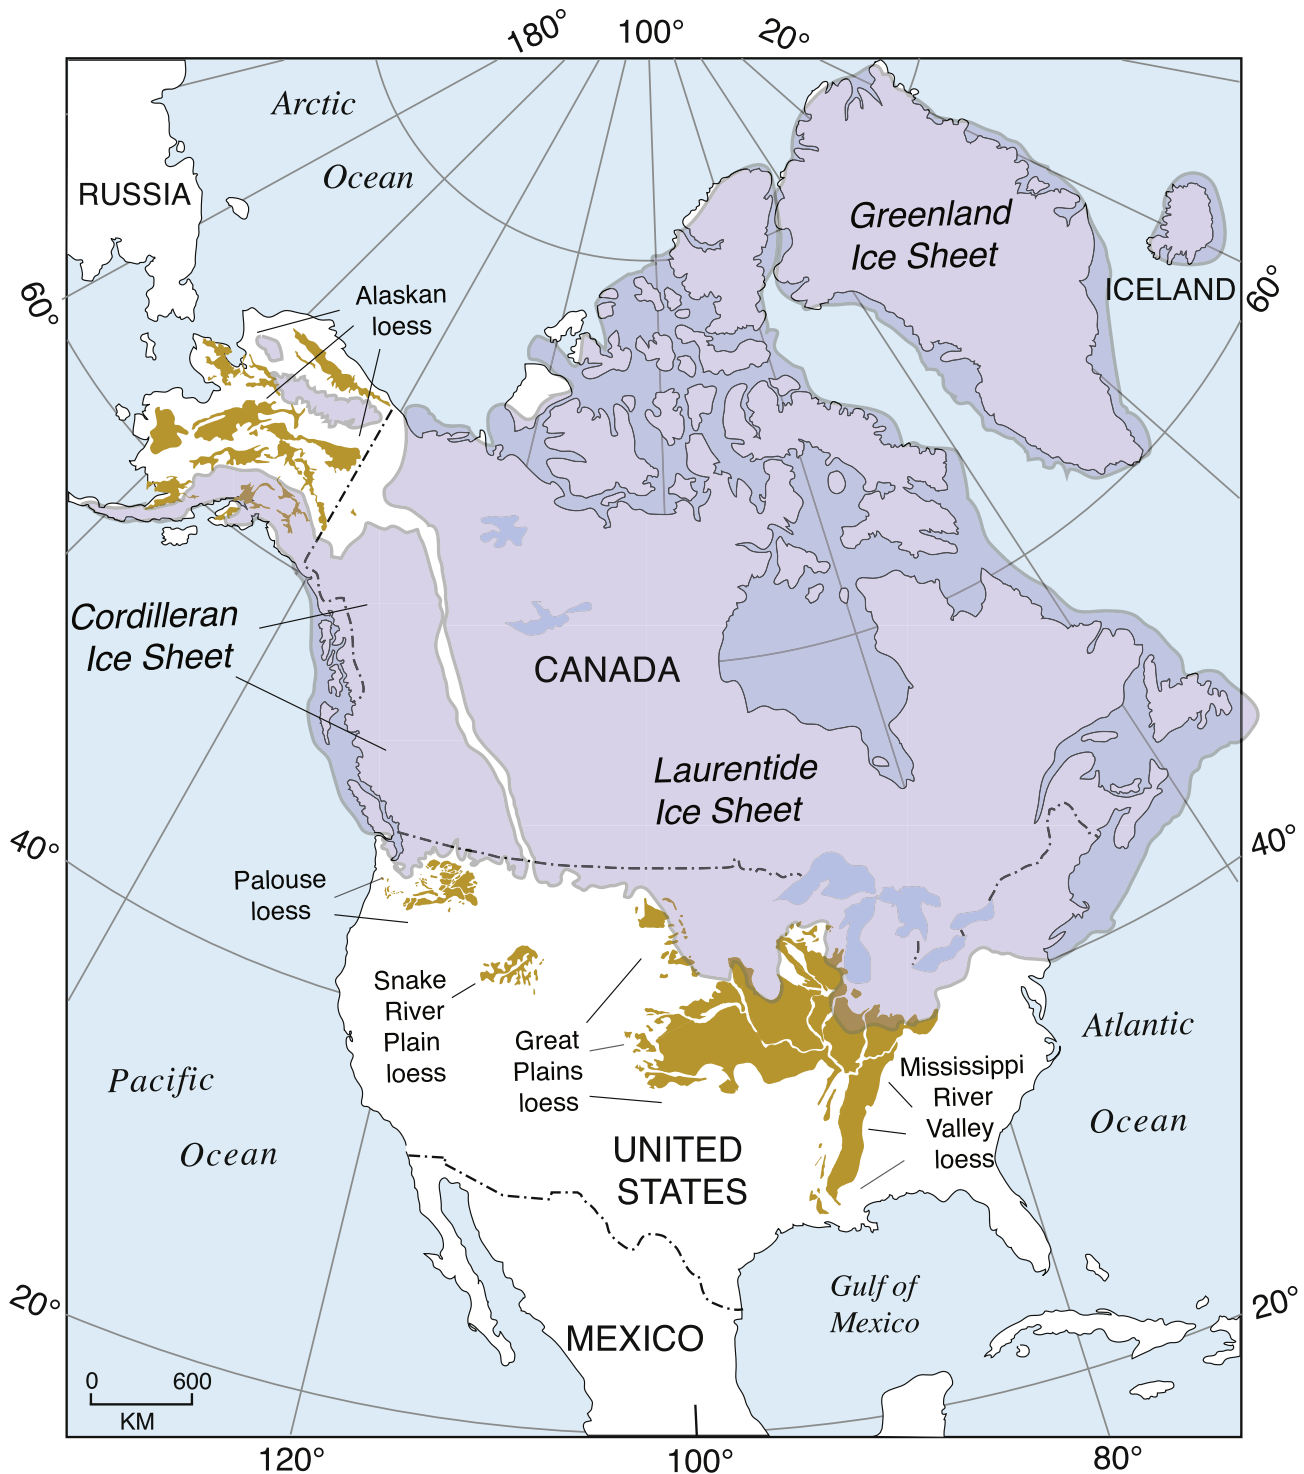 180°
100°
20°
Arctic
Ocean
RUSSIA
Greenland
Ice Sheet
ICELAND
60°
60°
Alaskan
loess
Cordilleran
Ice Sheet
CANADA
Laurentide
Ice Sheet
40°
40°
Palouse
loess
Snake
River
Plain
loess
Great
Plains
loess
Mississippi
River
Valley
loess
Atlantic
Ocean
Pacific
Ocean
UNITED
STATES
Gulf of
Mexico
MEXICO
20°
20°
0 600
KM
120°
100°
80°